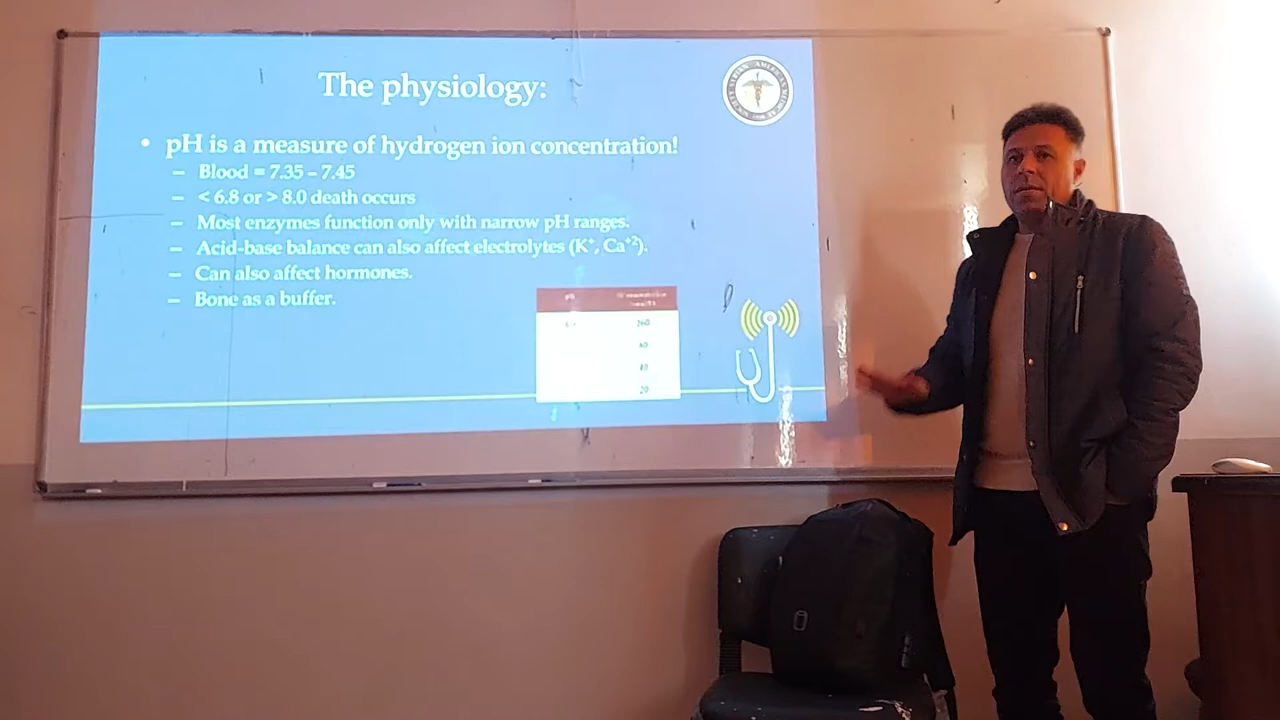 The physiology:
• pH is a measure of hydrogen ion concentration!
– Blood = 7.35 – 7.45
– < 6.8 or > 8.0 death occurs
– Most enzymes function only with narrow pH ranges.
– Acid-base balance can also affect electrolytes (K⁺, Ca⁺²).
– Can also affect hormones.
– Bone as a buffer.
pH
160
60
40
20